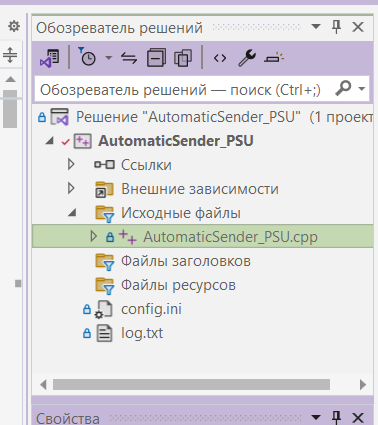 Обозреватель решений
Обозреватель решений — поиск (Ctrl+;)
Решение "AutomaticSender_PSU" (1 проект
AutomaticSender_PSU
Ссылки
Внешние зависимости
Исходные файлы
AutomaticSender_PSU.cpp
Файлы заголовков
Файлы ресурсов
config.ini
log.txt
Свойства